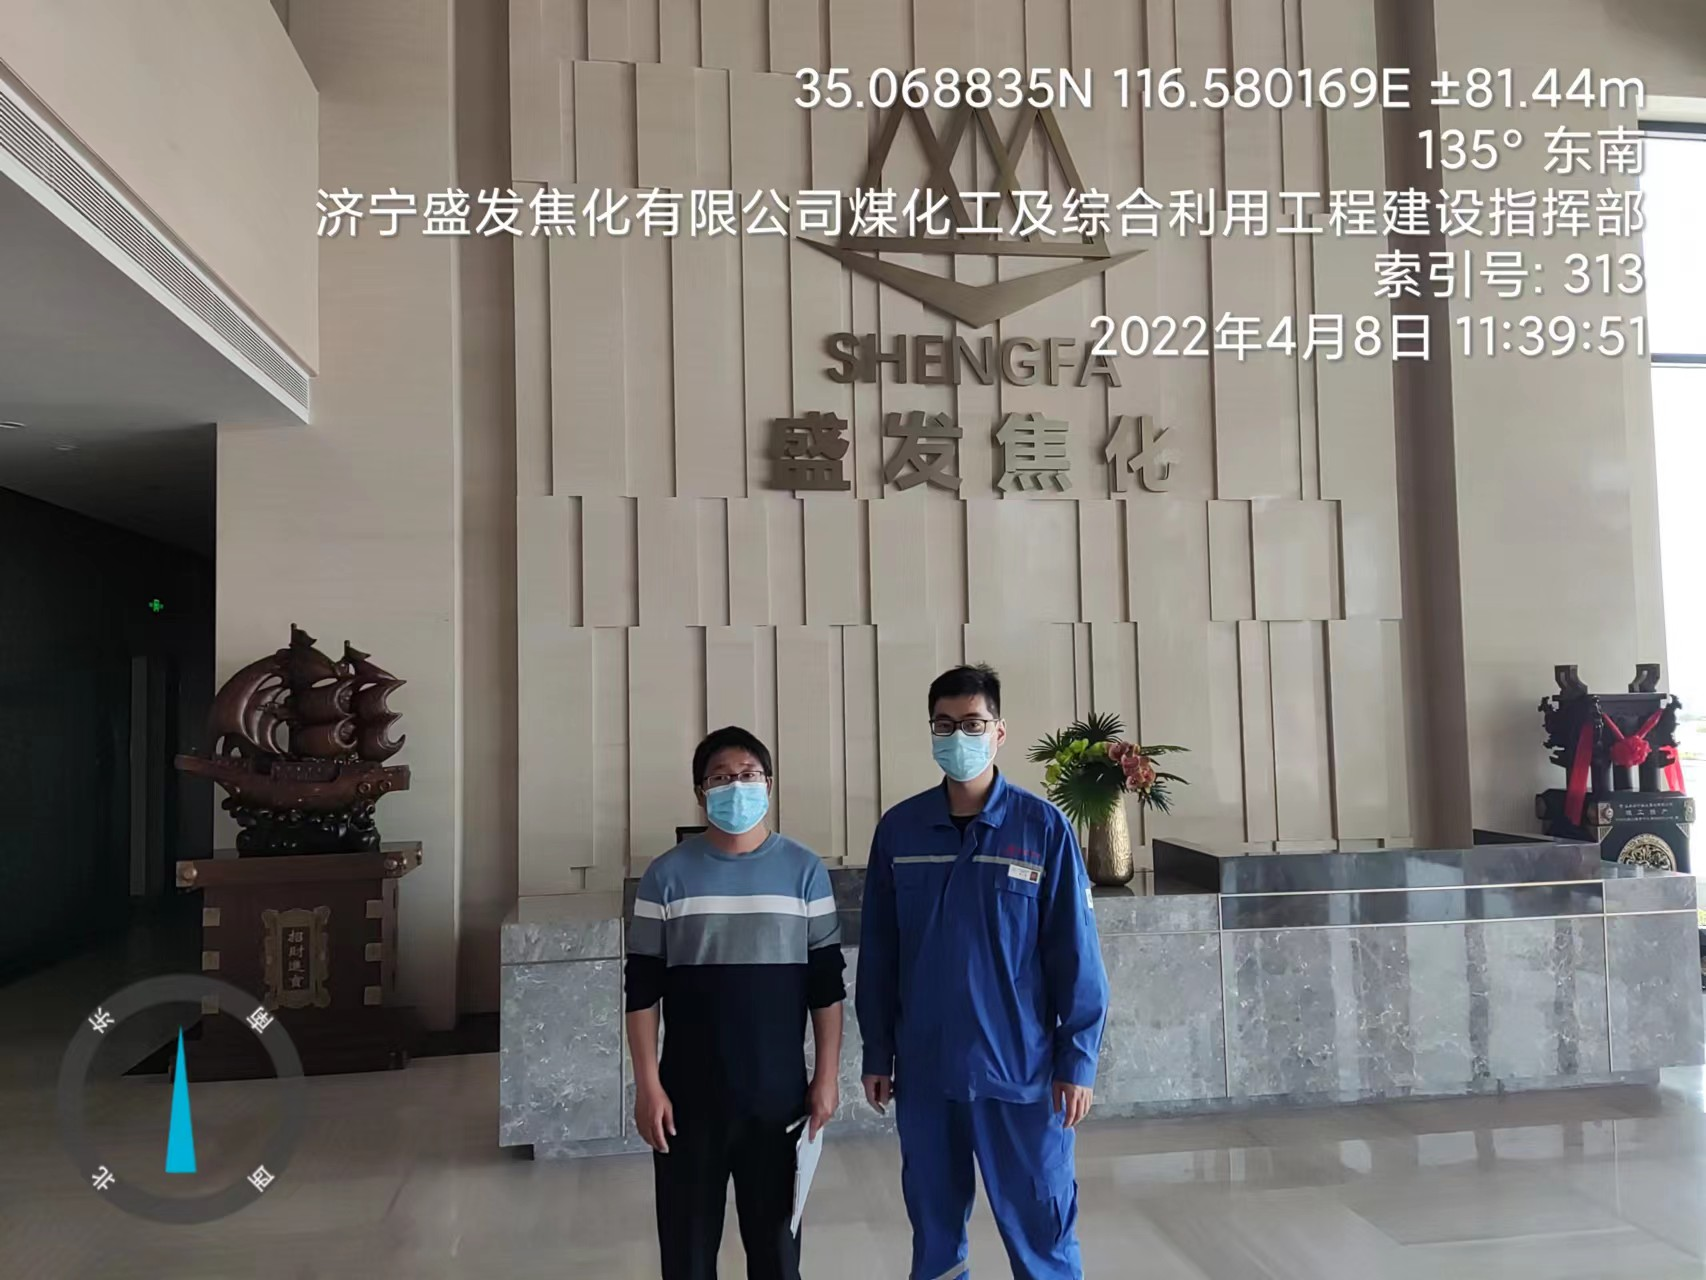 35.068835N 116.580169E ±81.44m
135° 东南
济宁盛发焦化有限公司煤化工及综合利用工程建设指挥部
索引号: 313
2022年4月8日 11:39:51
SHENGFA
盛发焦化
招财進寶
东
南
北
西